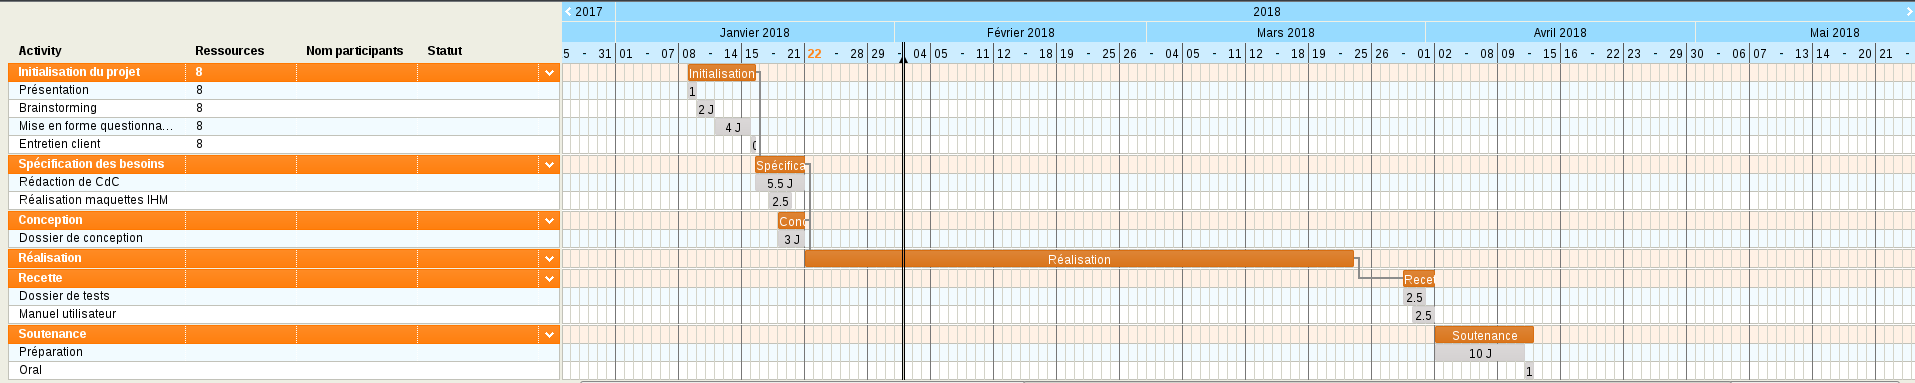 2017 2018
Janvier 2018 Février 2018 Mars 2018 Avril 2018 Mai 2018
Activity Ressources Nom participants Statut
5 - 31 01 - 07 08 14 15 21 22 - 28 29 - 04 05 - 11 12 - 18 19 - 25 26 - 04 05 - 11 12 - 18 19 - 25 26 - 01 02 - 08 09 - 15 16 - 22 23 - 29 30 - 06 07 - 13 14 - 20 21 -
Initialisation du projet 8 Initialisation
Présentation 8 1
Brainstorming 8 2 J
Mise en forme questionna... 8 4 J
Entretien client 8
Spécification des besoins Spécifica
Rédaction de CdC 5.5 J
Réalisation maquettes IHM 2.5
Conception Conc
Dossier de conception 3 J
Réalisation Réalisation
Recette Recet
Dossier de tests 2.5
Manuel utilisateur 2.5
Soutenance Soutenance
Préparation 10 J
Oral 1